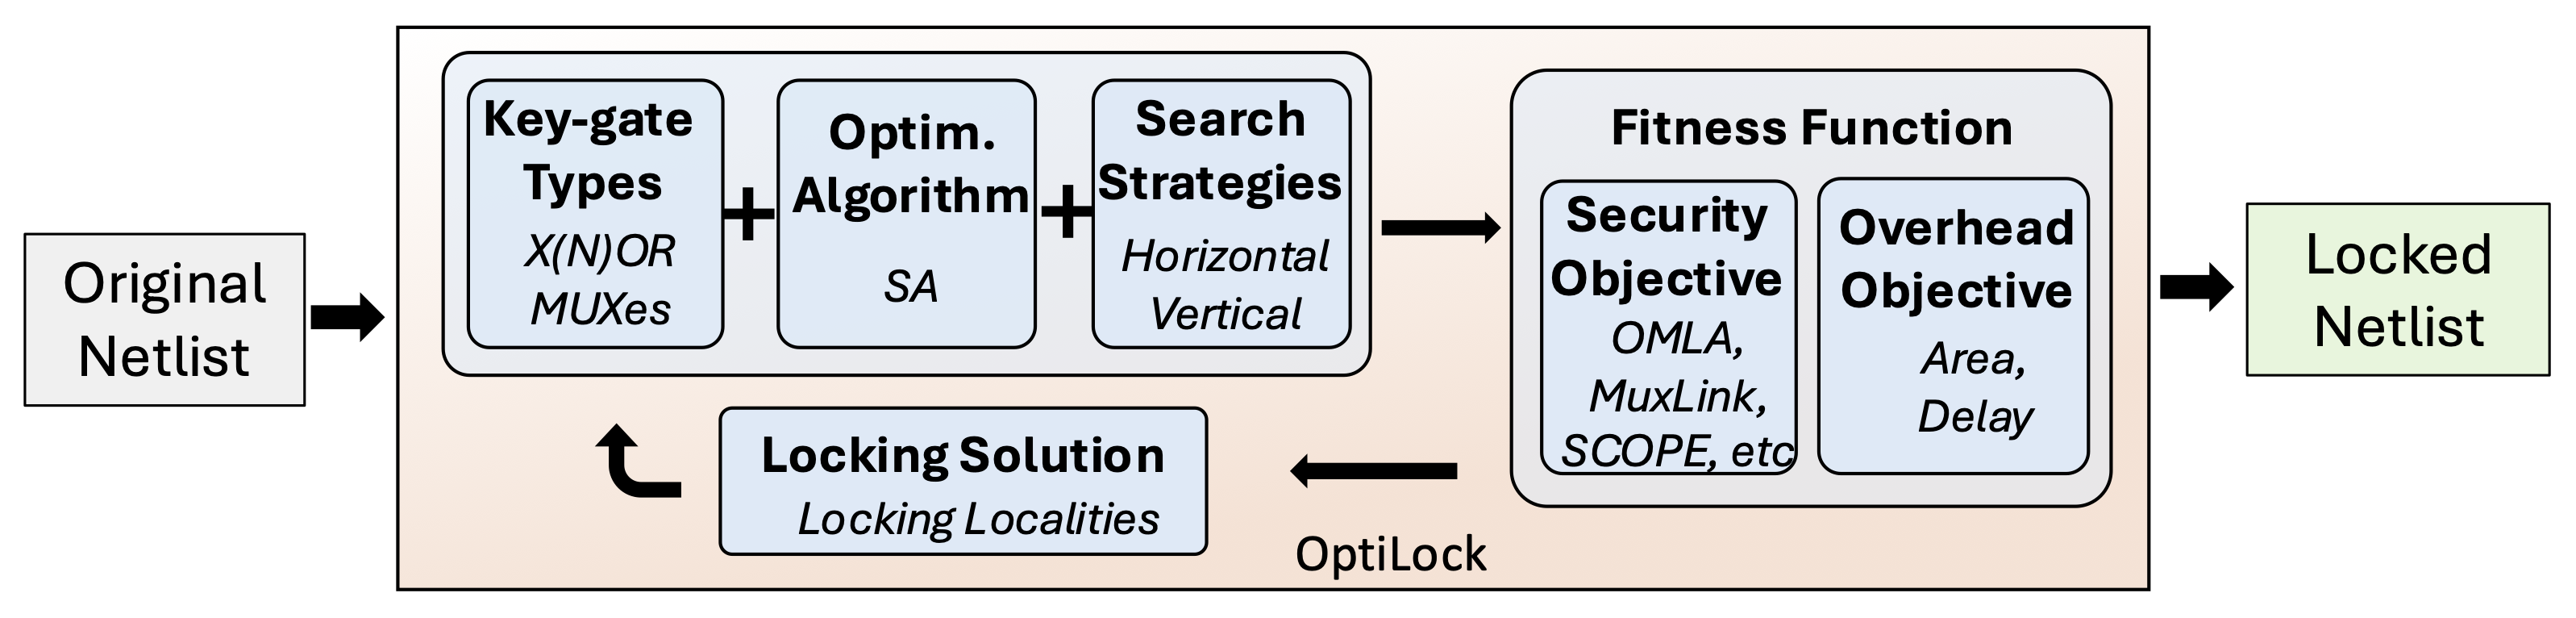 Original
Netlist
Key-gate
Types
X(N)OR
MUXes
+
Optim.
Algorithm
SA
+
Search
Strategies
Horizontal
Vertical
Fitness Function
Security
Objective
OMLA,
MuxLink,
SCOPE, etc
Overhead
Objective
Area,
Delay
Locking Solution
Locking Localities
OptiLock
Locked
Netlist